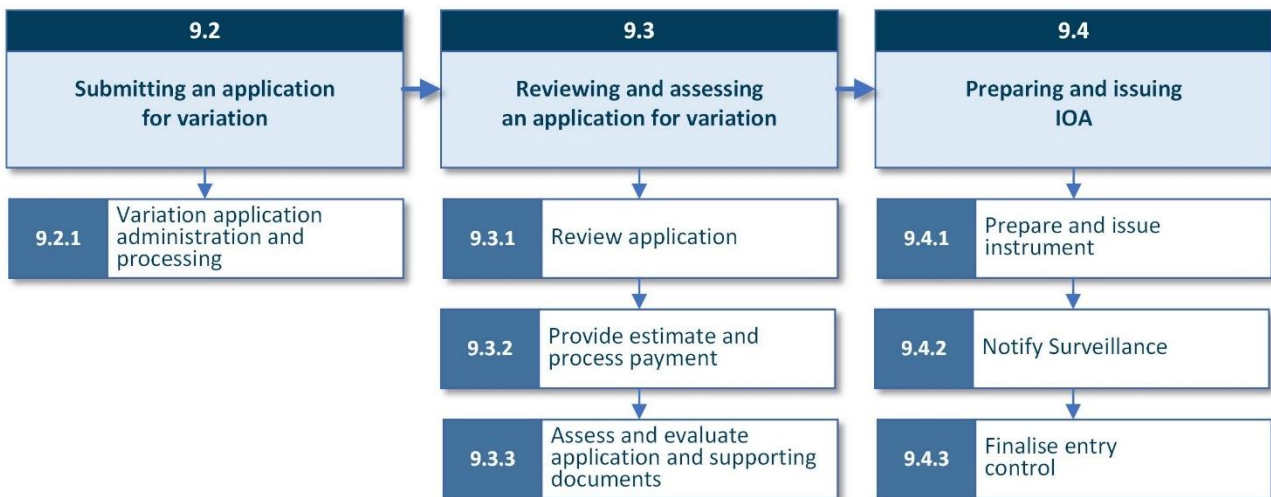 9.2
Submitting an application
for variation
9.2.1
Variation application
administration and
processing
9.3
Reviewing and assessing
an application for variation
9.3.1
Review application
9.3.2
Provide estimate and
process payment
9.3.3
Assess and evaluate
application and supporting
documents
9.4
Preparing and issuing
IOA
9.4.1
Prepare and issue
instrument
9.4.2
Notify Surveillance
9.4.3
Finalise entry
control